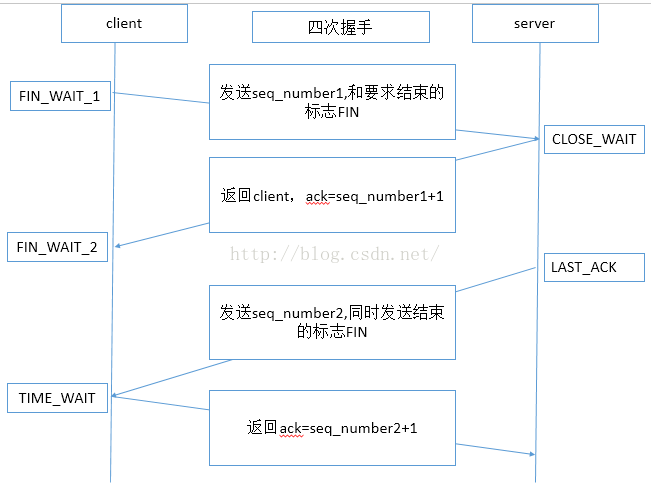 client
四次握手
server
FIN_WAIT_1
发送seq_number1,和要求结束的
标志FIN
CLOSE_WAIT
返回client，ack=seq_number1+1
FIN_WAIT_2
http://blog.csdn.net/
LAST_ACK
发送seq_number2,同时发送结束
的标志FIN
TIME_WAIT
返回ack=seq_number2+1